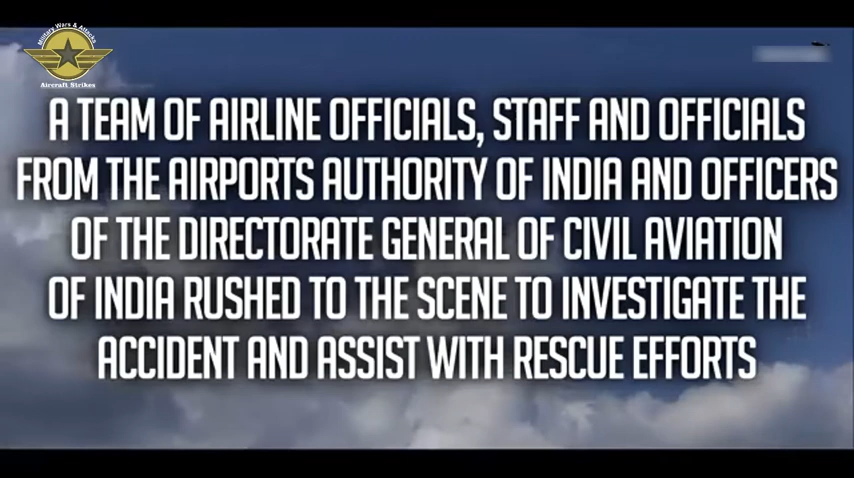 Military Wars & Attacks
Aircraft Strikes
A TEAM OF AIRLINE OFFICIALS, STAFF AND OFFICIALS
FROM THE AIRPORTS AUTHORITY OF INDIA AND OFFICERS
OF THE DIRECTORATE GENERAL OF CIVIL AVIATION
OF INDIA RUSHED TO THE SCENE TO INVESTIGATE THE
ACCIDENT AND ASSIST WITH RESCUE EFFORTS